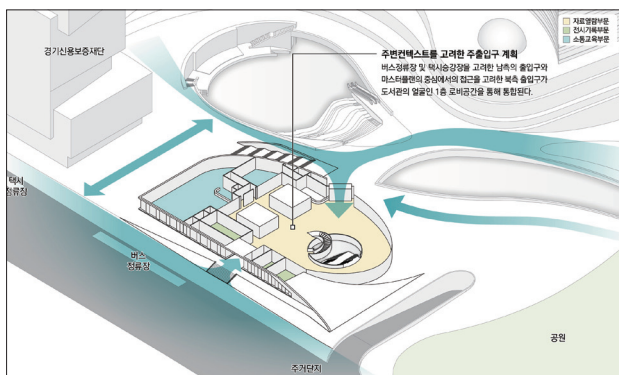 자료열람부문
전시기록부문
소통교육부문
경기신용보증재단
주변컨텍스트를 고려한 주출입구 계획
버스정류장 및 택시승강장을 고려한 남측의 출입구와
마스터플랜의 중심에서의 접근을 고려한 북측 출입구가
도서관의 얼굴인 1층 로비공간을 통해 통합된다.
택시
정류장
버스
정류장
공원
주거단지